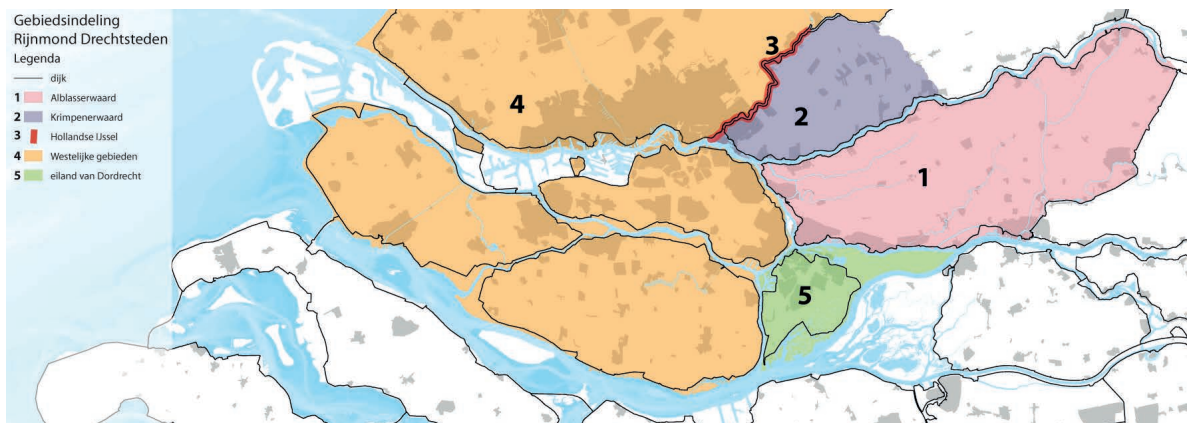 Gebiedsindeling
Rijnmond Drechtsteden
Legenda
dijk
1 Alblasserwaard
2 Krimpenerwaard
3 Hollandse IJssel
4 Westelijke gebieden
5 eiland van Dordrecht
3
4
2
1
5